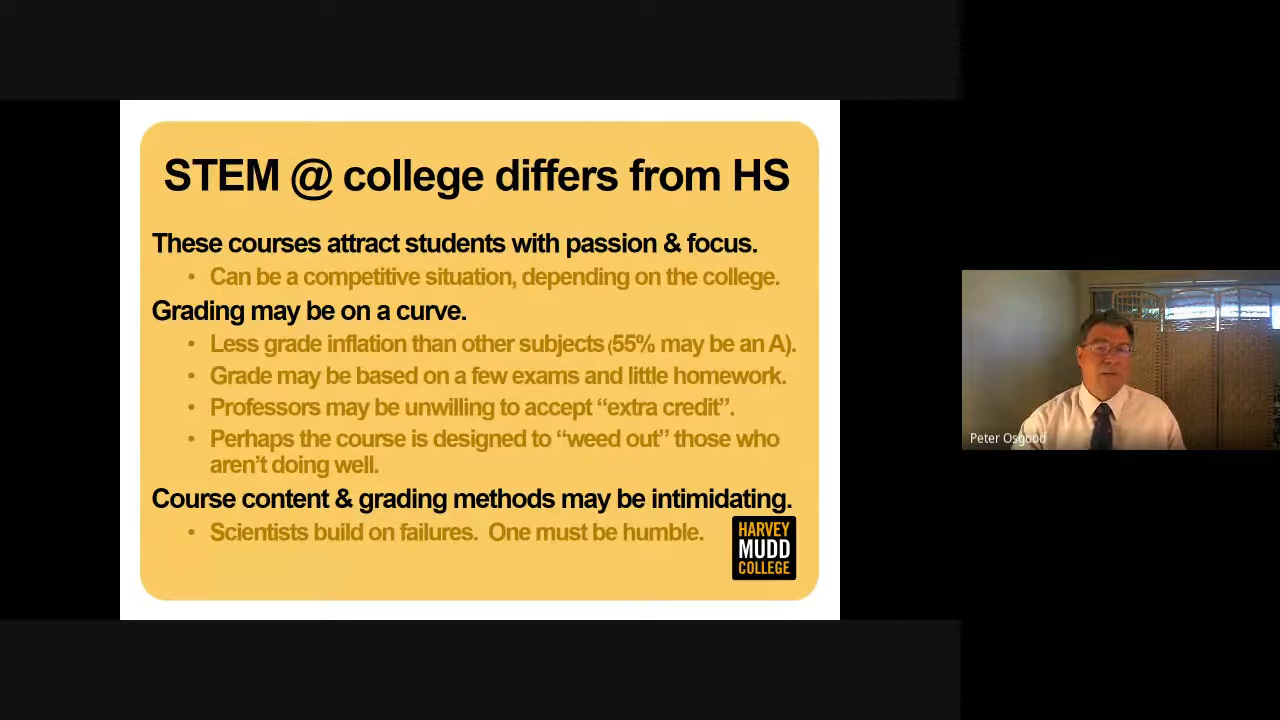 STEM @ college differs from HS
These courses attract students with passion & focus.
• Can be a competitive situation, depending on the college.
Grading may be on a curve.
• Less grade inflation than other subjects (55% may be an A).
• Grade may be based on a few exams and little homework.
• Professors may be unwilling to accept “extra credit”.
• Perhaps the course is designed to “weed out” those who
aren’t doing well.
Course content & grading methods may be intimidating.
• Scientists build on failures.  One must be humble.
HARVEY
MUDD
COLLEGE
Peter Osgood